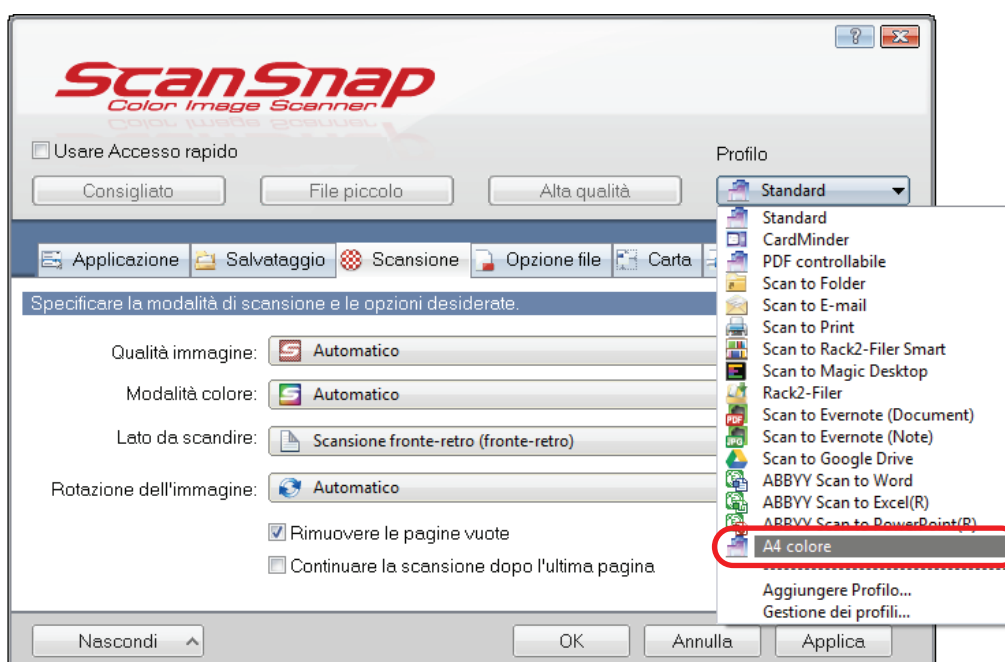 ScanSnap
Color Image Scanner
Usare Accesso rapido
Profilo
Consigliato
File piccolo
Alta qualità
Standard
Standard
CardMinder
PDF controllabile
Scan to Folder
Scan to E-mail
Scan to Print
Scan to Rack2-Filer Smart
Scan to Magic Desktop
Rack2-Filer
Scan to Evernote (Document)
Scan to Evernote (Note)
Scan to Google Drive
ABBYY Scan to Word
ABBYY Scan to Excel(R)
ABBYY Scan to PowerPoint(R)
A4 colore
Aggiungere Profilo...
Gestione dei profili...
Applicazione
Salvataggio
Scansione
Opzione file
Carta
Specificare la modalità di scansione e le opzioni desiderate.
Qualità immagine:
Automatico
Modalità colore:
Automatico
Lato da scandire:
Scansione fronte-retro (fronte-retro)
Rotazione dell'immagine:
Automatico
Rimuovere le pagine vuote
Continuare la scansione dopo l'ultima pagina
Nascondi
OK
Annulla
Applica